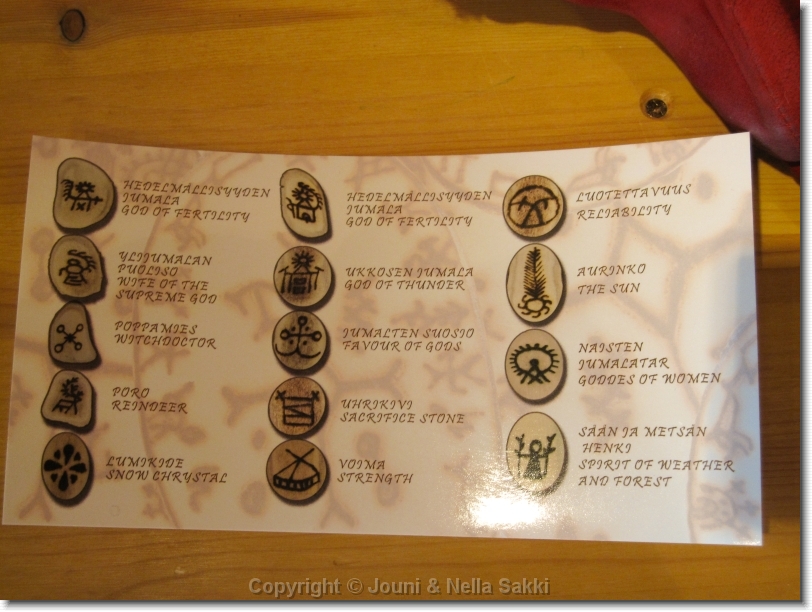 HEDELMÄLLISYYDEN
JUMALA
GOD OF FERTILITY
YLIJUMALAN
PUOLISO
WIFE OF THE
SUPREME GOD
POPPAMIES
WITCHDOCTOR
PORO
REINDEER
LUMIKIDE
SNOW CHRYSTAL
HEDELMÄLLISYYDEN
JUMALA
GOD OF FERTILITY
UKKOSEN JUMALA
GOD OF THUNDER
JUMALTEN SUOSIO
FAVOUR OF GODS
UHRIKIVI
SACRIFICE STONE
VOIMA
STRENGTH
LUOTETTAVUUS
RELIABILITY
AURINKO
THE SUN
NAISTEN
JUMALATAR
GODDES OF WOMEN
SÄÄN JA METSÄN
HENKI
SPIRIT OF WEATHER
AND FOREST
Copyright © Jouni & Nella Sakki